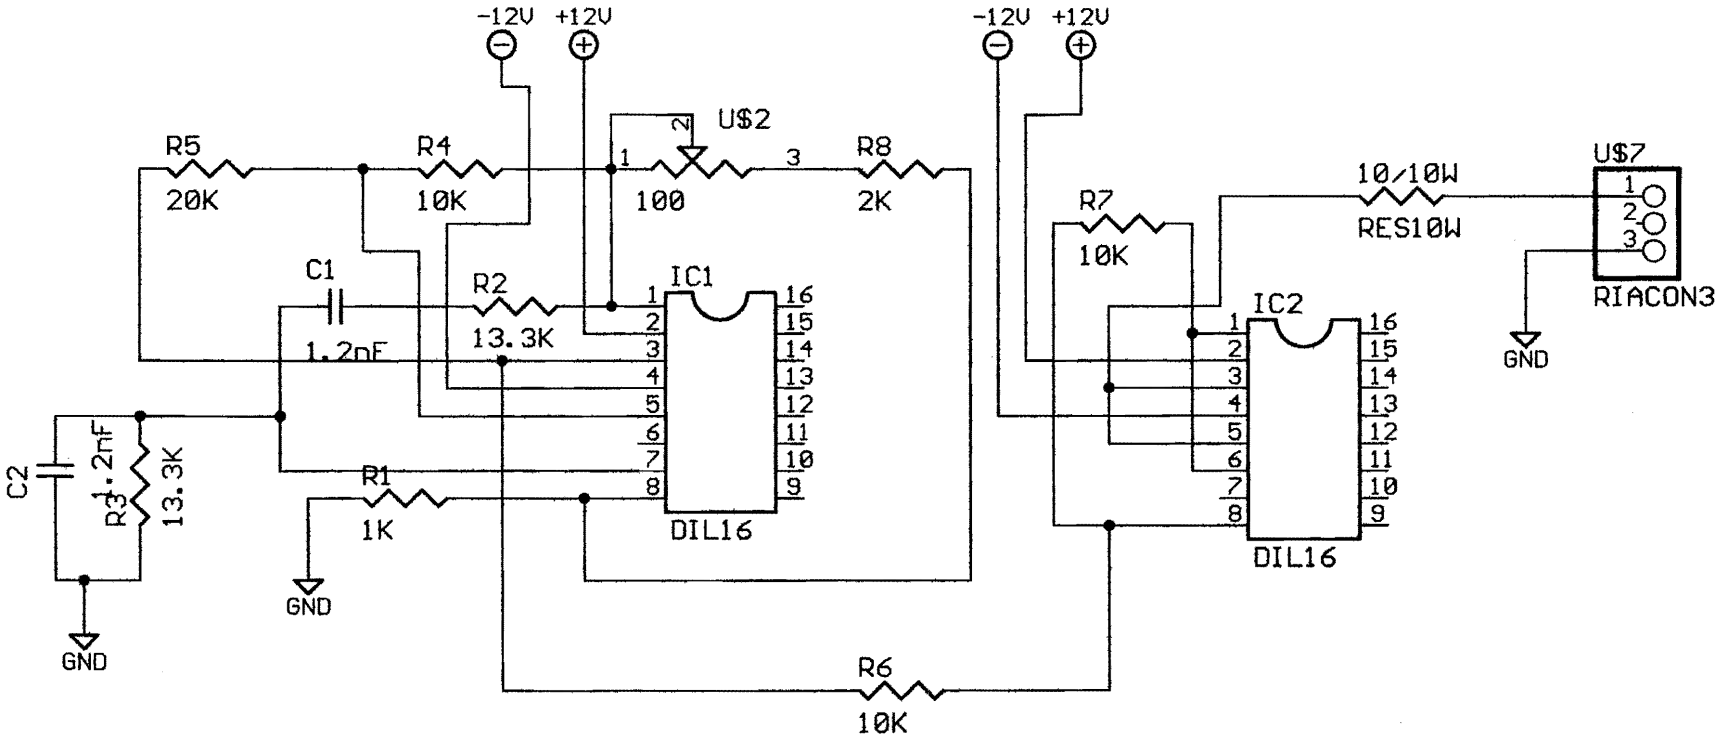 -12V +12V
-12V +12V
U$2
2
R5
R4
1
3
R8
20K
10K
100
2K
U$7
10/10W
1
R7
2
RES10W
3
10K
C1
R2
IC1
RIACON3
1 16
IC2
2 15
13.3K
1 16
1.2nF
3 14
2 15
GND
4 13
3 14
5 12
4 13
6 11
5 12
7 10
6 11
C2
1.2nF
R3
13.3K
R1
8 9
7 10
1K
DIL16
8 9
DIL16
GND
GND
R6
10K